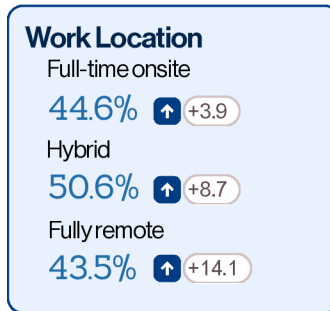 Work Location
Full-time onsite
44.6% +3.9
Hybrid
50.6% +8.7
Fully remote
43.5% +14.1